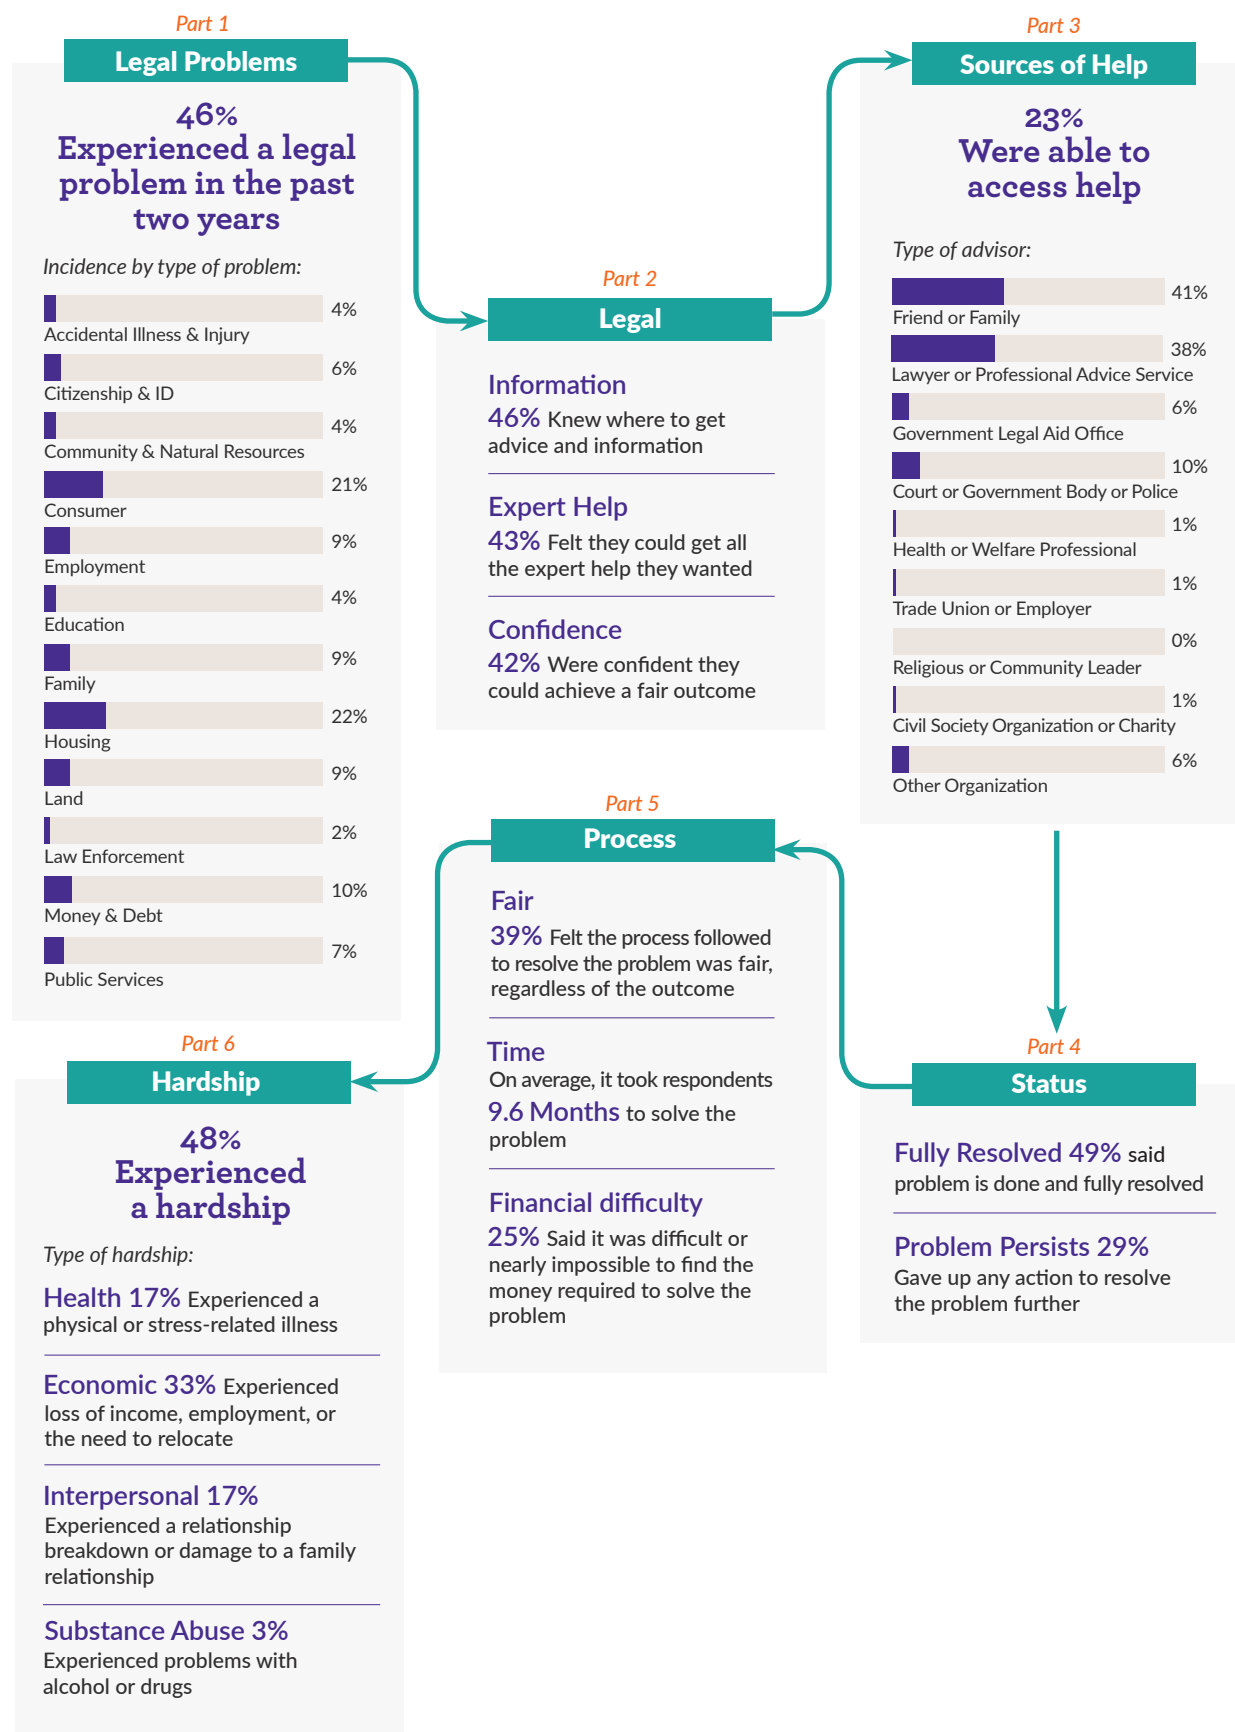 Part 1
Legal Problems
46%
Experienced a legal
problem in the past
two years
Incidence by type of problem:
4%
Accidental Illness & Injury
6%
Citizenship & ID
4%
Community & Natural Resources
21%
Consumer
9%
Employment
4%
Education
9%
Family
22%
Housing
9%
Land
2%
Law Enforcement
10%
Money & Debt
7%
Public Services
Part 2
Legal
Information
46% Knew where to get
advice and information
Expert Help
43% Felt they could get all
the expert help they wanted
Confidence
42% Were confident they
could achieve a fair outcome
Part 3
Sources of Help
23%
Were able to
access help
Type of advisor:
41%
Friend or Family
38%
Lawyer or Professional Advice Service
6%
Government Legal Aid Office
10%
Court or Government Body or Police
1%
Health or Welfare Professional
1%
Trade Union or Employer
0%
Religious or Community Leader
1%
Civil Society Organization or Charity
6%
Other Organization
Part 4
Status
Fully Resolved 49% said
problem is done and fully resolved
Problem Persists 29%
Gave up any action to resolve
the problem further
Part 5
Process
Fair
39% Felt the process followed
to resolve the problem was fair,
regardless of the outcome
Time
On average, it took respondents
9.6 Months to solve the
problem
Financial difficulty
25% Said it was difficult or
nearly impossible to find the
money required to solve the
problem
Part 6
Hardship
48%
Experienced
a hardship
Type of hardship:
Health 17% Experienced a
physical or stress-related illness
Economic 33% Experienced
loss of income, employment, or
the need to relocate
Interpersonal 17%
Experienced a relationship
breakdown or damage to a family
relationship
Substance Abuse 3%
Experienced problems with
alcohol or drugs